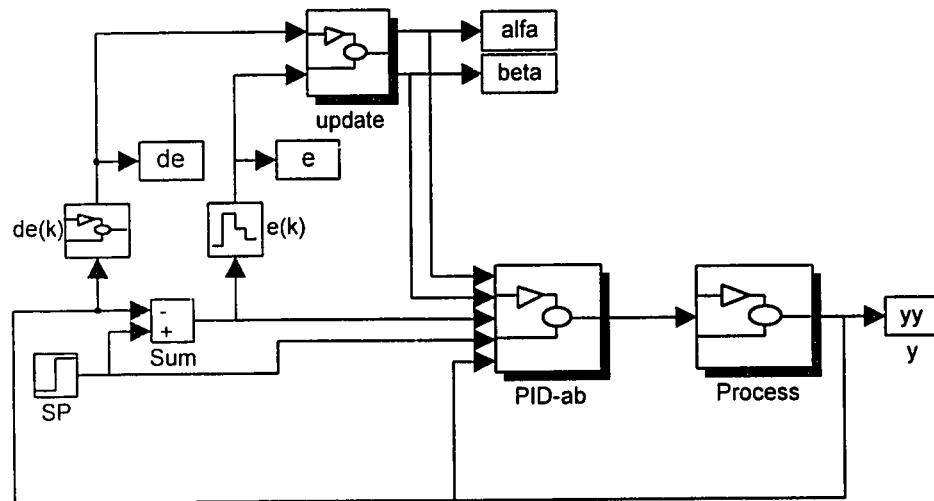 alfa
beta
update
de
e
de(k)
e(k)
-
+
Sum
SP
PID-ab
Process
yy
y